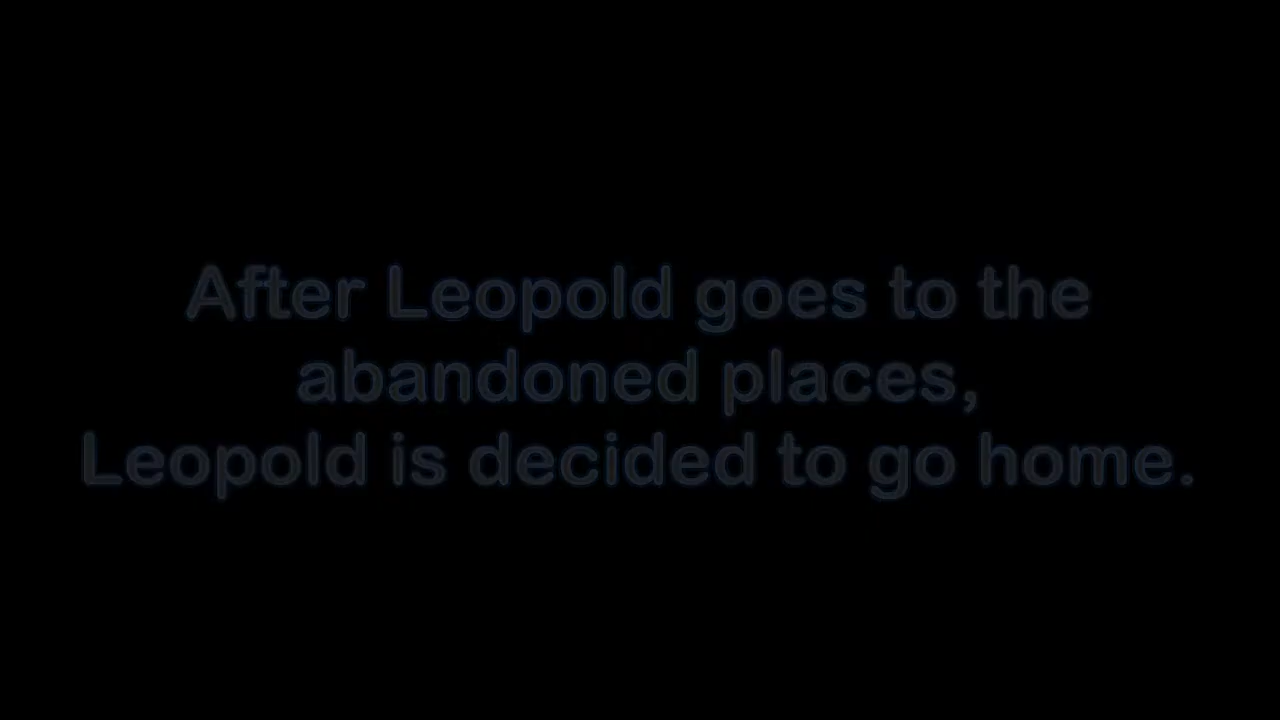 After Leopold goes to the
abandoned places,
Leopold is decided to go home.